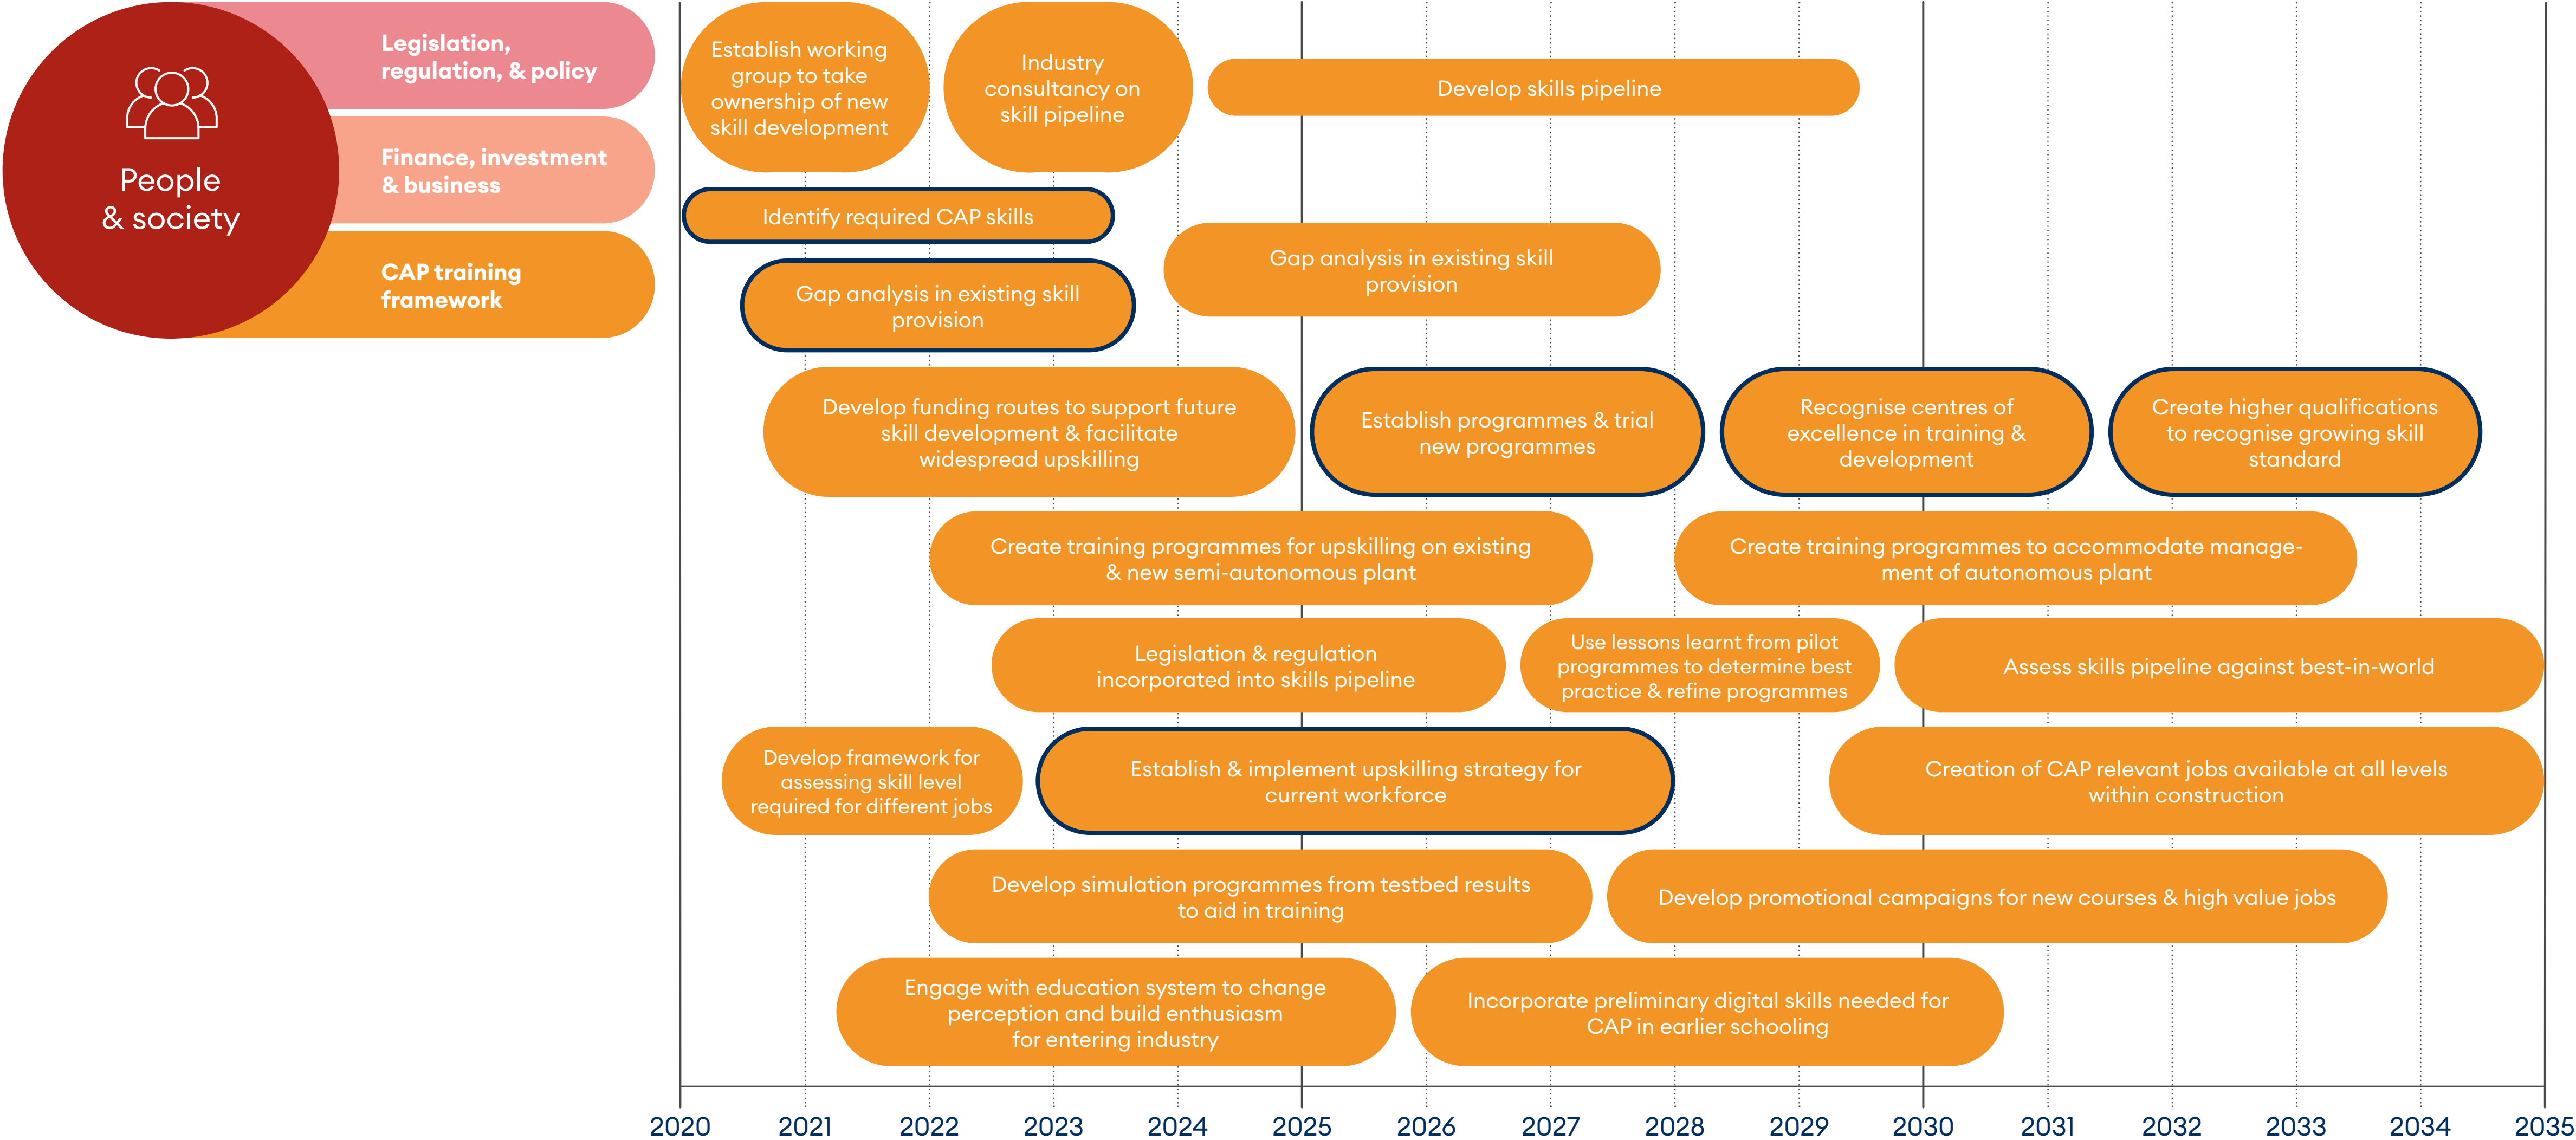 People
& society
Legislation,
regulation, & policy
Finance, investment
& business
CAP training
framework
Establish working
group to take
ownership of new
skill development
Industry
consultancy on
skill pipeline
Develop skills pipeline
Identify required CAP skills
Gap analysis in existing skill
provision
Gap analysis in existing skill
provision
Develop funding routes to support future
skill development & facilitate
widespread upskilling
Establish programmes & trial
new programmes
Recognise centres of
excellence in training &
development
Create higher qualifications
to recognise growing skill
standard
Create training programmes for upskilling on existing
& new semi-autonomous plant
Create training programmes to accommodate manage-
ment of autonomous plant
Legislation & regulation
incorporated into skills pipeline
Use lessons learnt from pilot
programmes to determine best
practice & refine programmes
Assess skills pipeline against best-in-world
Develop framework for
assessing skill level
required for different jobs
Establish & implement upskilling strategy for
current workforce
Creation of CAP relevant jobs available at all levels
within construction
Develop simulation programmes from testbed results
to aid in training
Develop promotional campaigns for new courses & high value jobs
Engage with education system to change
perception and build enthusiasm
for entering industry
Incorporate preliminary digital skills needed for
CAP in earlier schooling
2020 2021 2022 2023 2024 2025 2026 2027 2028 2029 2030 2031 2032 2033 2034 2035